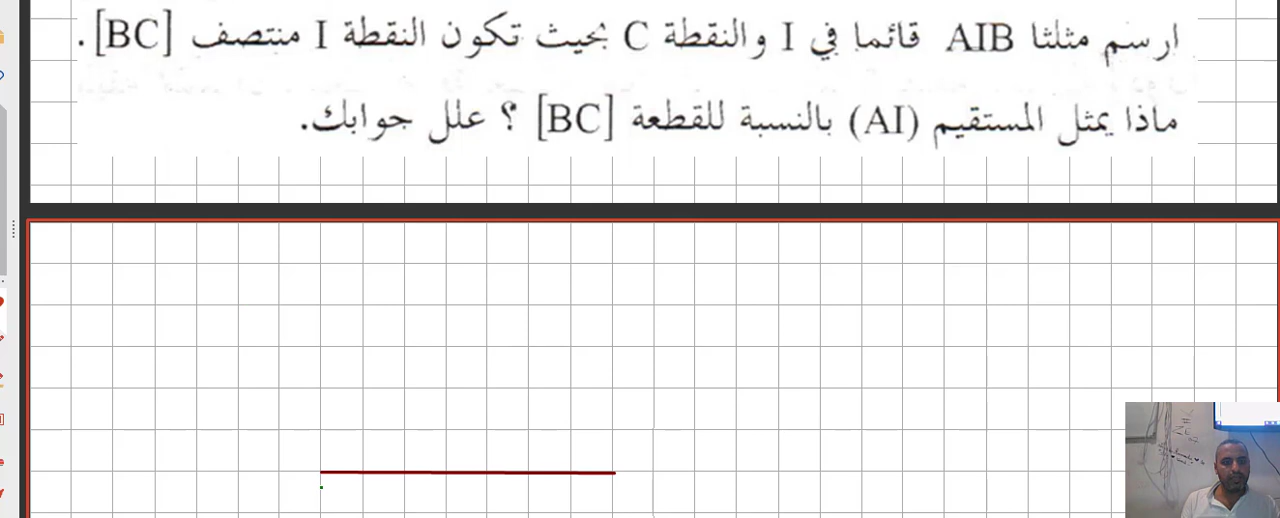 ارسم مثلثا AIB قائما في I والنقطة C بحيث تكون النقطة I منتصف [BC].
ماذا يمثل المستقيم (AI) بالنسبة للقطعة [BC] ؟ علل جوابك.